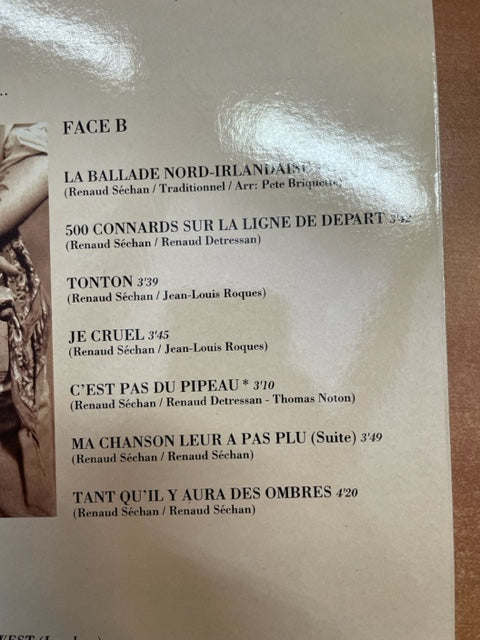 ..
FACE B
LA BALLADE NORD-IRLANDAISE
(Renaud Séchan / Traditionnel / Arr: Pete Briquette)
500 CONNARDS SUR LA LIGNE DE DEPART 3'42
(Renaud Séchan / Renaud Detressan)
TONTON 3'39
(Renaud Séchan / Jean-Louis Roques)
JE CRUEL 3'45
(Renaud Séchan / Jean-Louis Roques)
C'EST PAS DU PIPEAU * 3'10
(Renaud Séchan / Renaud Detressan - Thomas Noton)
MA CHANSON LEUR A PAS PLU (Suite) 3'49
(Renaud Séchan / Renaud Séchan)
TANT QU'IL Y AURA DES OMBRES 4'20
(Renaud Séchan / Renaud Séchan)